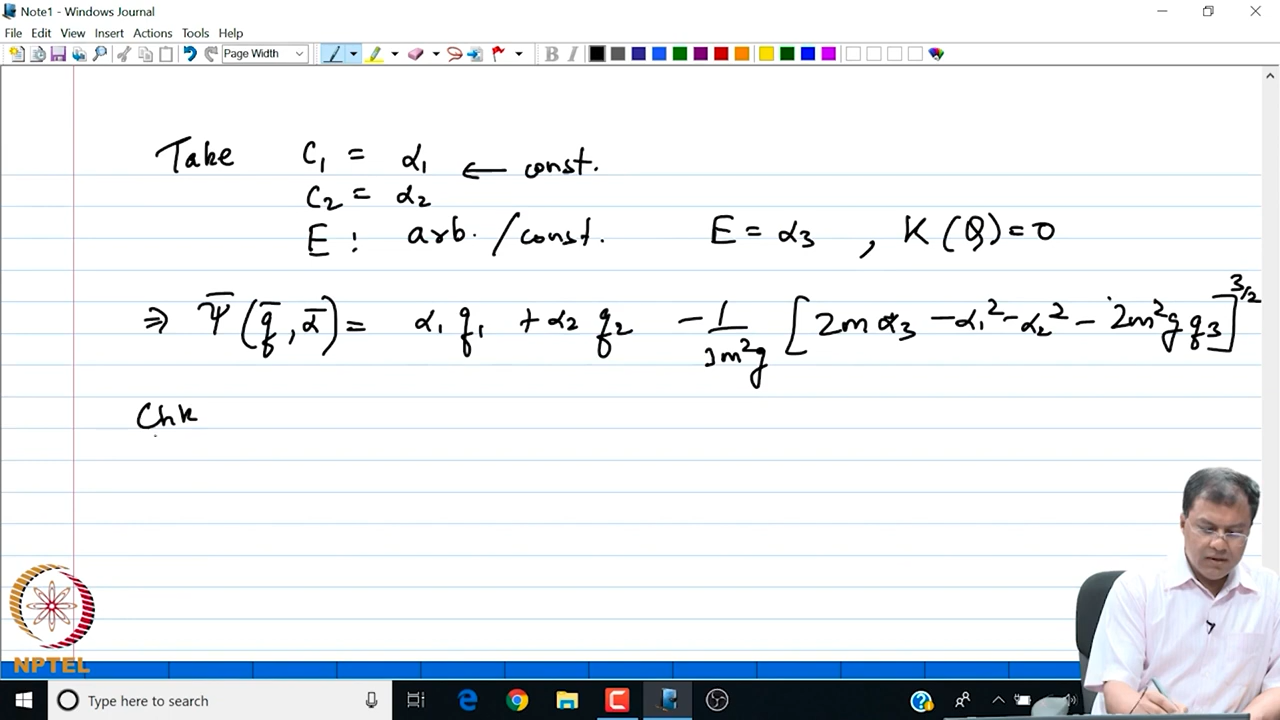 Note1 - Windows Journal
File Edit View Insert Actions Tools Help
Page Width
B I
Take C₁ = α₁ ← const.
C₂ = α₂
E : arb. / const. E = α₃ , K (Q) = 0
⇒ Ψ̅ (q̅, α̅) = α₁ q₁ + α₂ q₂ - 1/3m²g [2m α₃ - α₁² - α₂² - 2m²g q₃]^3/2
Chk
NPTEL
Type here to search